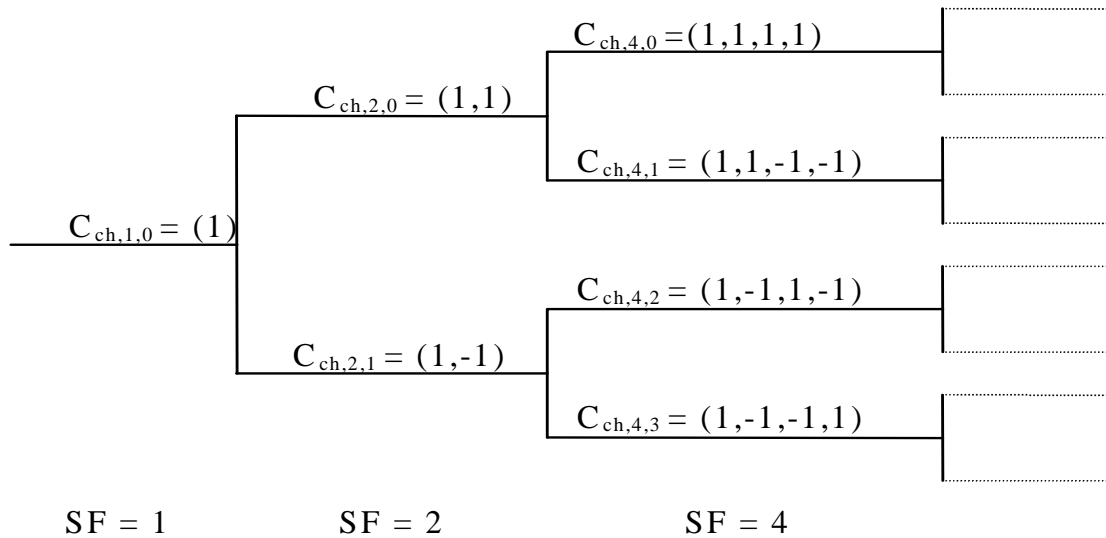 C_ch,4,0 =(1,1,1,1)
C_ch,2,0 = (1,1)
C_ch,4,1 = (1,1,-1,-1)
C_ch,1,0 = (1)
C_ch,4,2 = (1,-1,1,-1)
C_ch,2,1 = (1,-1)
C_ch,4,3 = (1,-1,-1,1)
SF = 1
SF = 2
SF = 4